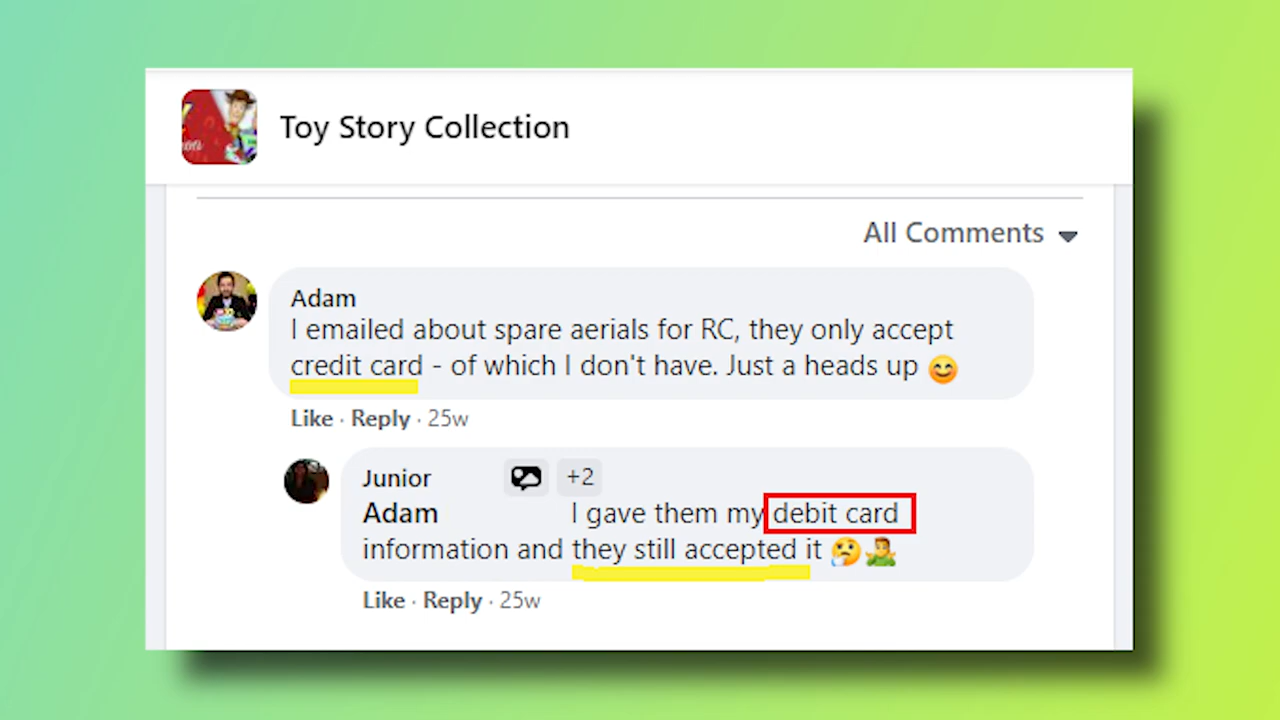 Toy Story Collection
All Comments
Adam
I emailed about spare aerials for RC, they only accept
credit card - of which I don't have. Just a heads up 😊
Like · Reply · 25w
Junior +2
Adam I gave them my debit card
information and they still accepted it 🤔🤷‍♂️
Like · Reply · 25w